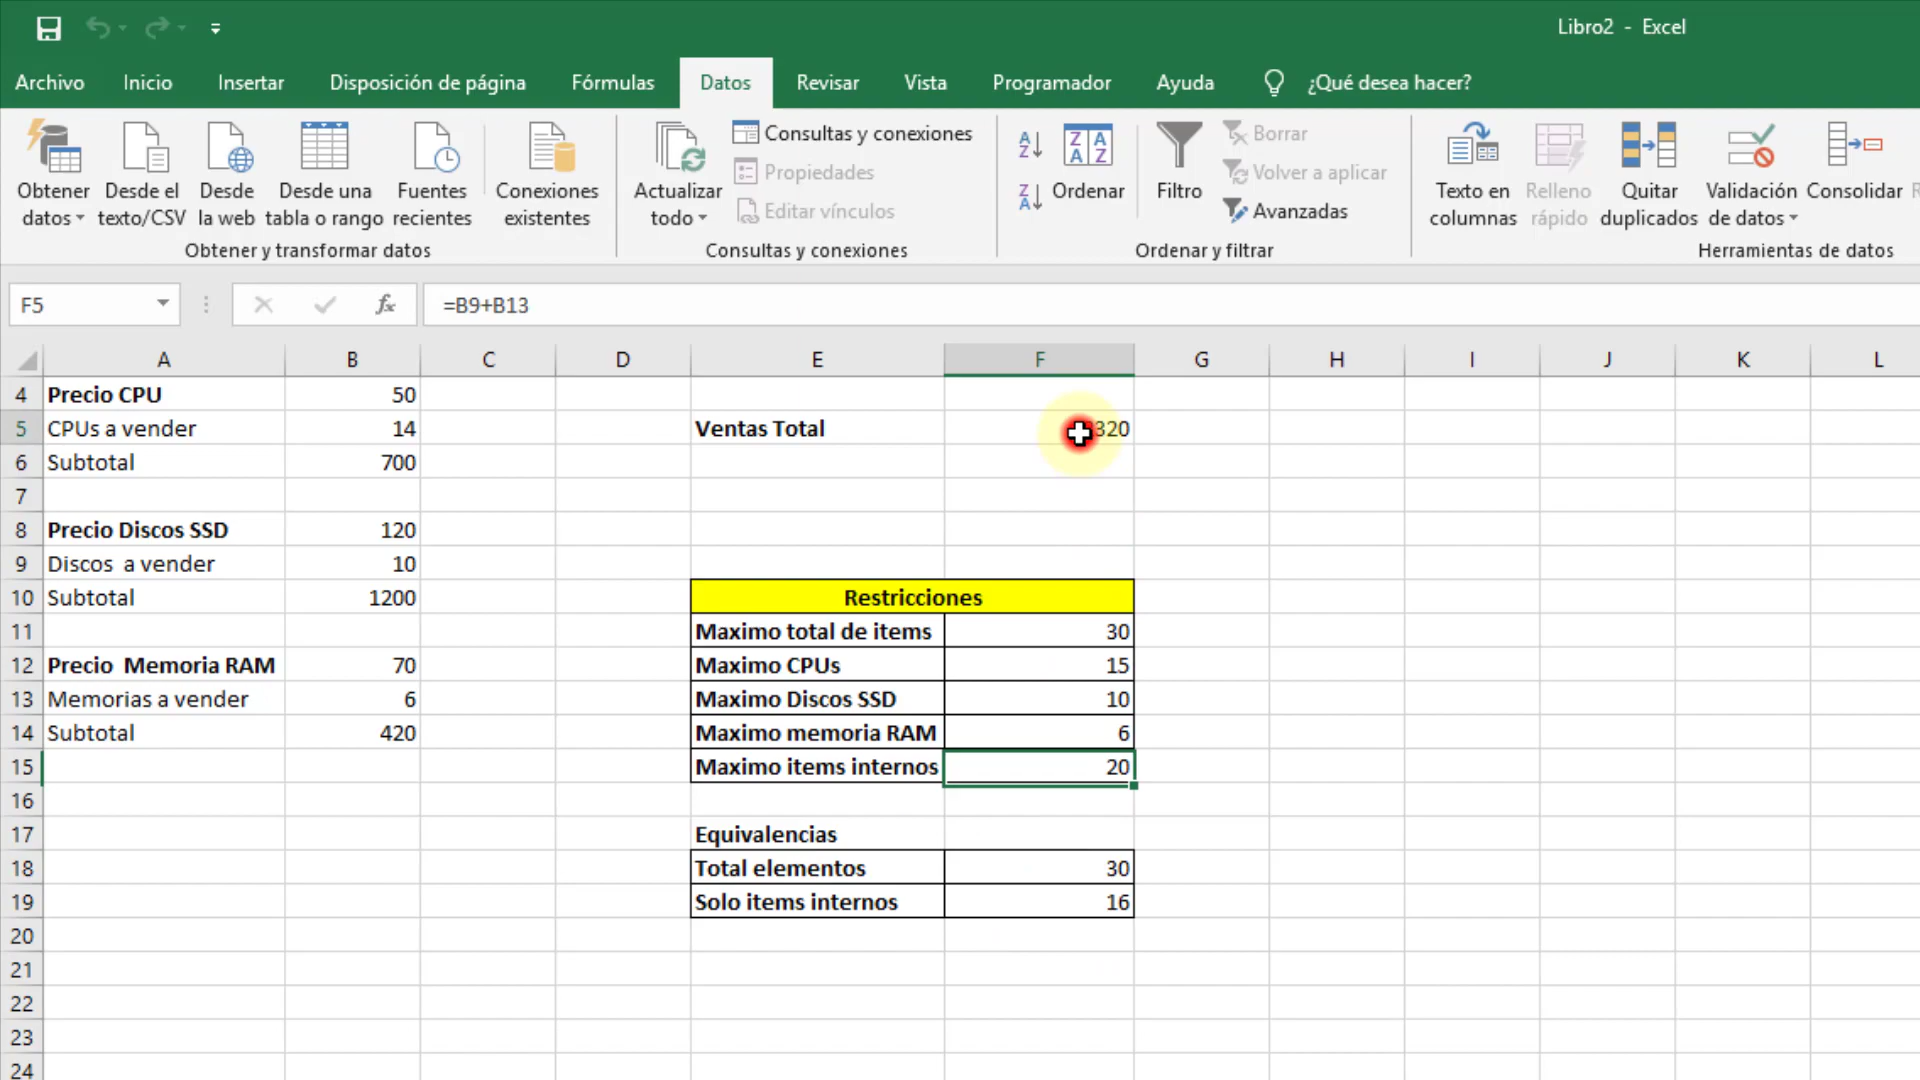 Libro2 - Excel
Archivo Inicio Insertar Disposición de página Fórmulas Datos Revisar Vista Programador Ayuda ¿Qué desea hacer?
Obtener datos
Desde el texto/CSV
Desde la web
Desde una tabla o rango
Fuentes recientes
Conexiones existentes
Obtener y transformar datos
Actualizar todo
Consultas y conexiones
Propiedades
Editar vínculos
Consultas y conexiones
Ordenar
Filtro
Borrar
Volver a aplicar
Avanzadas
Ordenar y filtrar
Texto en columnas
Relleno rápido
Quitar duplicados
Validación de datos
Consolidar
Herramientas de datos
F5 fx =B9+B13
A B C D E F G H I J K L
4 Precio CPU 50
5 CPUs a vender 14 Ventas Total 320
6 Subtotal 700
7
8 Precio Discos SSD 120
9 Discos a vender 10
10 Subtotal 1200 Restricciones
11 Maximo total de items 30
12 Precio Memoria RAM 70 Maximo CPUs 15
13 Memorias a vender 6 Maximo Discos SSD 10
14 Subtotal 420 Maximo memoria RAM 6
15 Maximo items internos 20
16
17 Equivalencias
18 Total elementos 30
19 Solo items internos 16
20
21
22
23
24